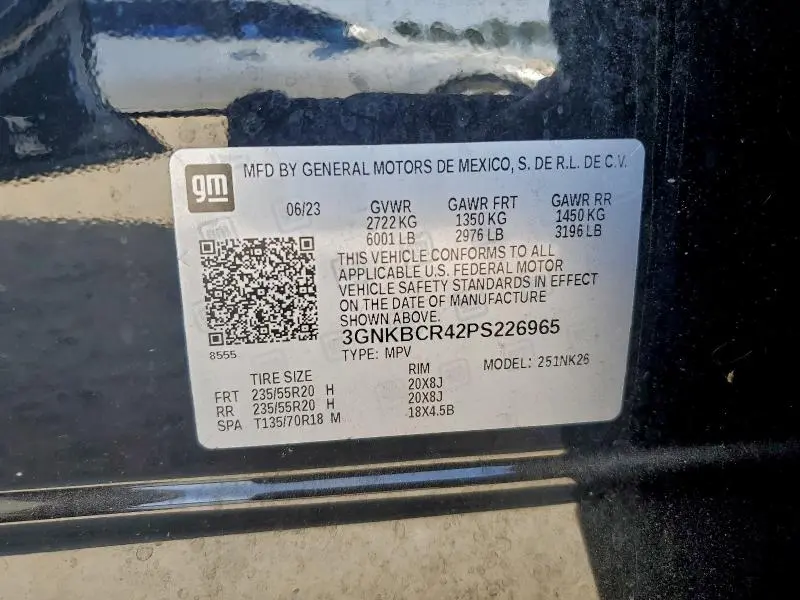 gm MFD BY GENERAL MOTORS DE MEXICO, S. DE R.L. DE C.V.
06/23 GVWR GAWR FRT GAWR RR
2722 KG 1350 KG 1450 KG
6001 LB 2976 LB 3196 LB
THIS VEHICLE CONFORMS TO ALL
APPLICABLE U.S. FEDERAL MOTOR
VEHICLE SAFETY STANDARDS IN EFFECT
ON THE DATE OF MANUFACTURE
SHOWN ABOVE.
3GNKBCR42PS226965
8555 TYPE: MPV MODEL: 251NK26
TIRE SIZE RIM
FRT 235/55R20 H 20X8J
RR 235/55R20 H 20X8J
SPA T135/70R18 M 18X4.5B